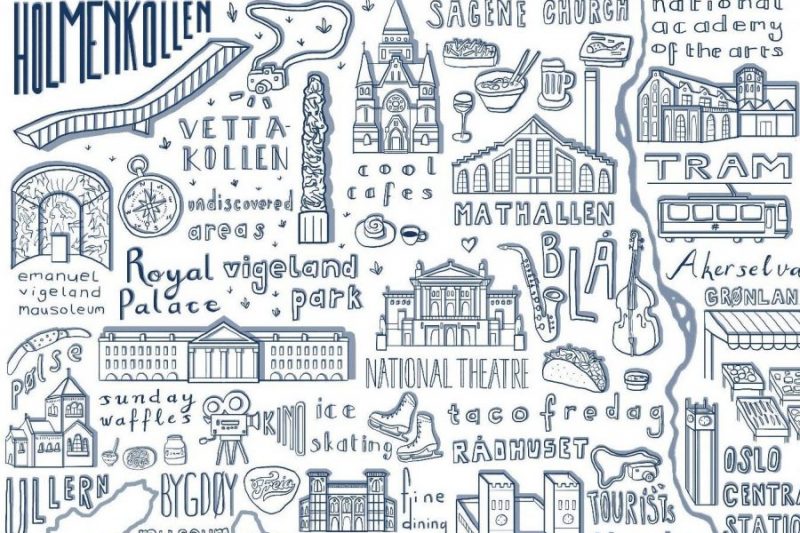 HOLMENKOLLEN
SAGENE CHURCH
national
academy
of the arts
VETTA-
KOLLEN
cool
cafes
TRAM
undiscovered
areas
MATHALLEN
emanuel
vigeland
mausoleum
Royal
Palace
vigeland
park
BLÅ
Akerselva
GRØNLAN
NATIONAL THEATRE
pølse
sunday
waffles
KINO
ice
skating
taco fredag
RÅDHUSET
OSLO
CENTRA
STATION
ULLERN
BYGDØY
Freia
fine
dining
TOURISTS